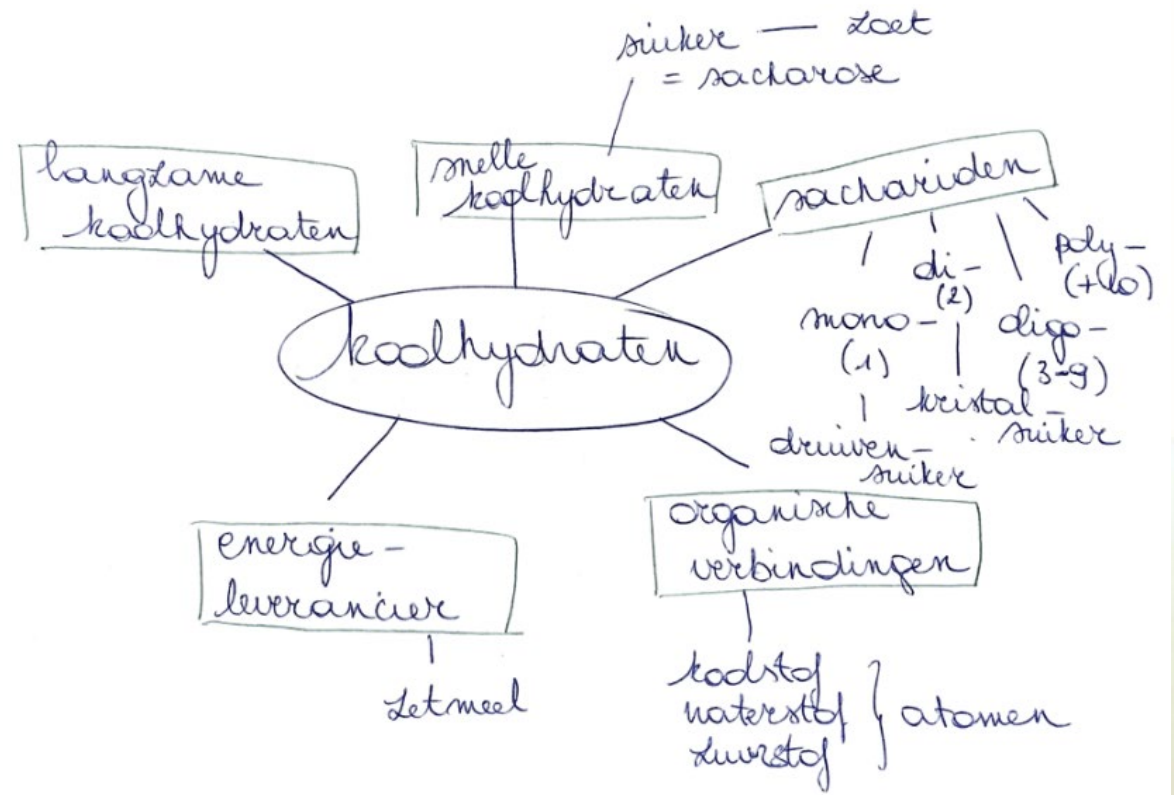 suiker — zoet
= sacharose
langzame
koolhydraten
snelle
koolhydraten
sachariden
mono-
(1)
druiven-
suiker
di-
(2)
kristal-
suiker
oligo-
(3-9)
poly-
(+10)
koolhydraten
energie-
leverancier
zetmeel
organische
verbindingen
koolstof
waterstof
zuurstof
} atomen